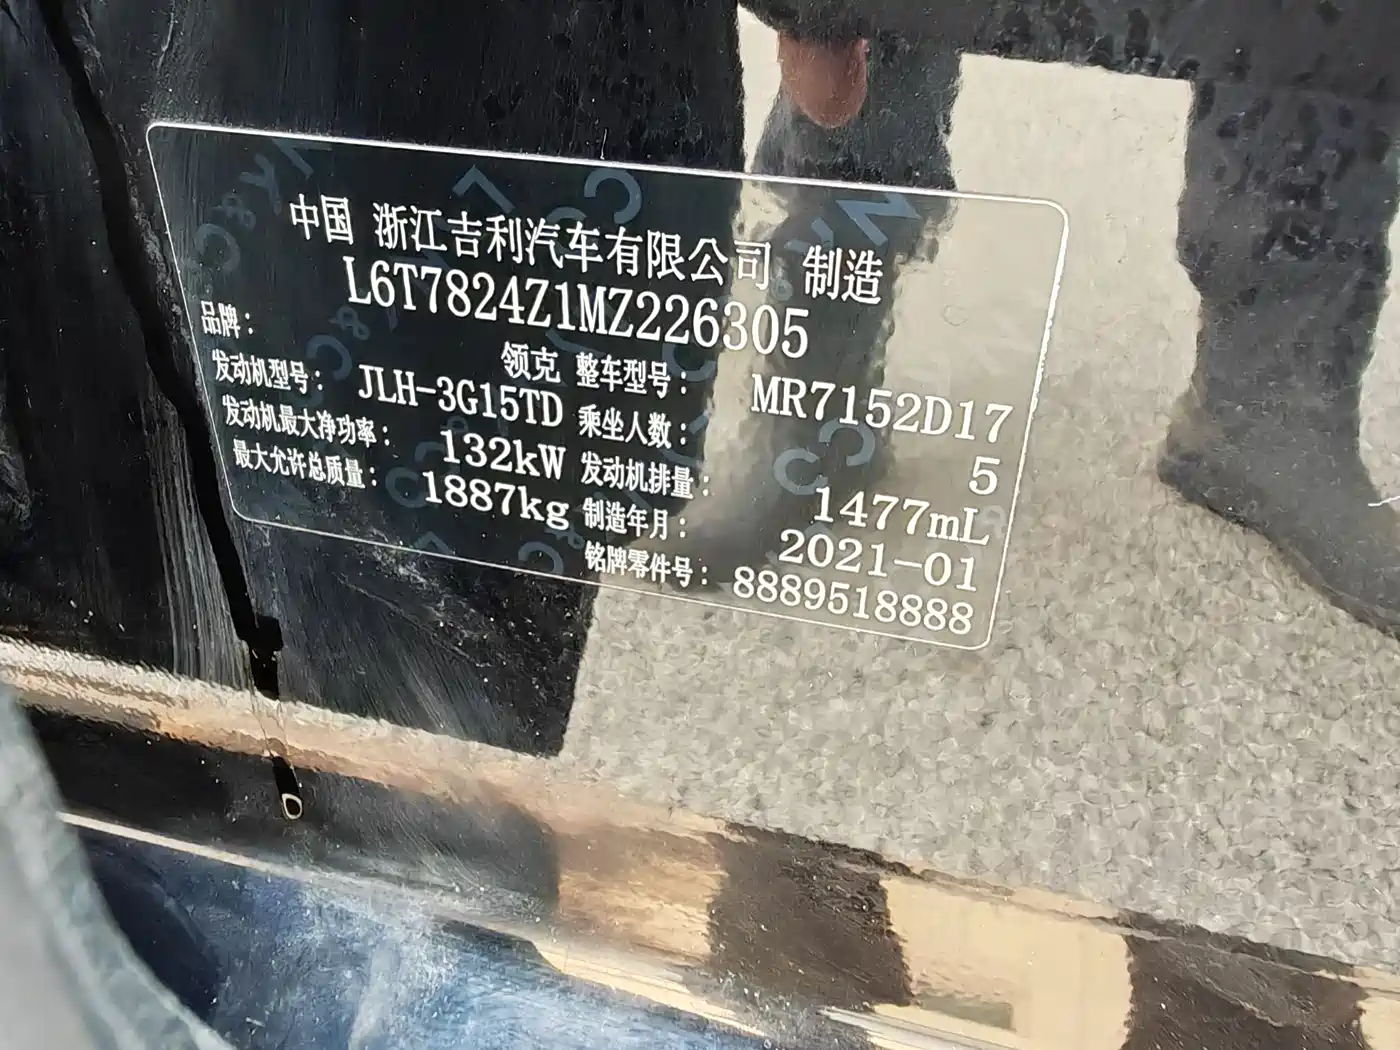 中国 浙江吉利汽车有限公司 制造
L6T7824Z1MZ226305
品牌: 领克 整车型号: MR7152D17
发动机型号: JLH-3G15TD 乘坐人数: 5
发动机最大净功率: 132kW 发动机排量: 1477mL
最大允许总质量: 1887kg 制造年月: 2021-01
铭牌零件号: 8889518888